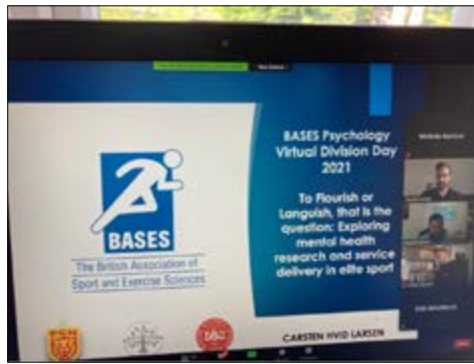 BASES
The British Association of
Sport and Exercise Sciences
BASES Psychology
Virtual Division Day
2021
To Flourish or
Languish, that is the
question: Exploring
mental health
research and service
delivery in elite sport
CARSTEN HVID LARSEN